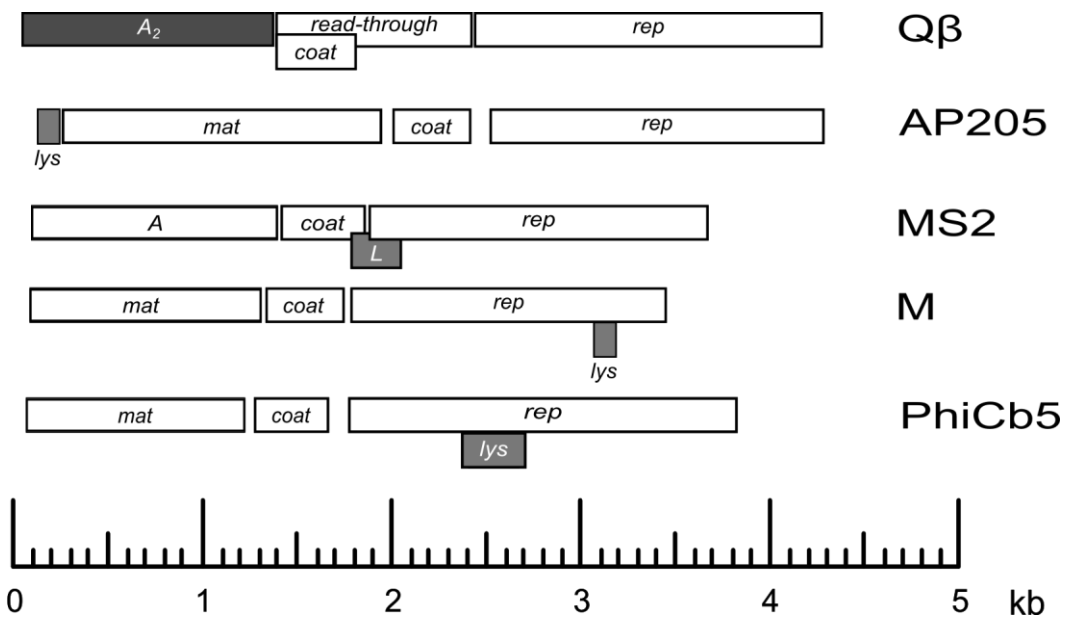 A₂ read-through rep Qβ
coat
mat coat rep AP205
lys
A coat rep MS2
L
mat coat rep M
lys
mat coat rep PhiCb5
lys
0 1 2 3 4 5 kb